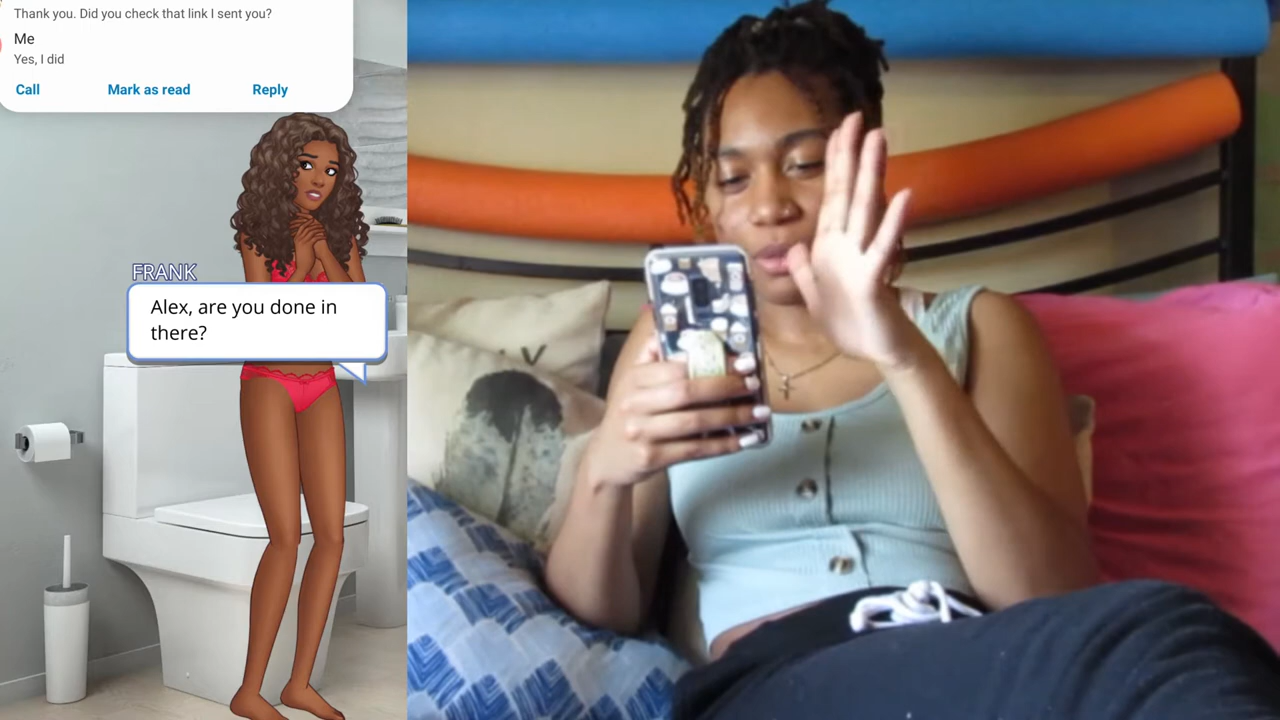 Thank you. Did you check that link I sent you?
Me
Yes, I did
Call Mark as read Reply
FRANK
Alex, are you done in
there?